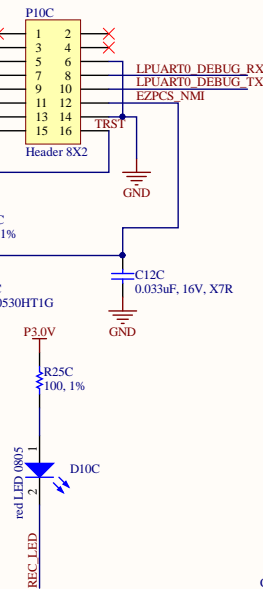 P10C
1 2
3 4
5 6
7 8
9 10
11 12
13 14
15 16
LPUART0_DEBUG_RX
LPUART0_DEBUG_TX
EZPCS_NMI
TRST
Header 8X2
GND
1%
C12C
0.033uF, 16V, X7R
0530HT1G
GND
P3.0V
R25C
100, 1%
1
red LED 0805
D10C
2
REC_LED